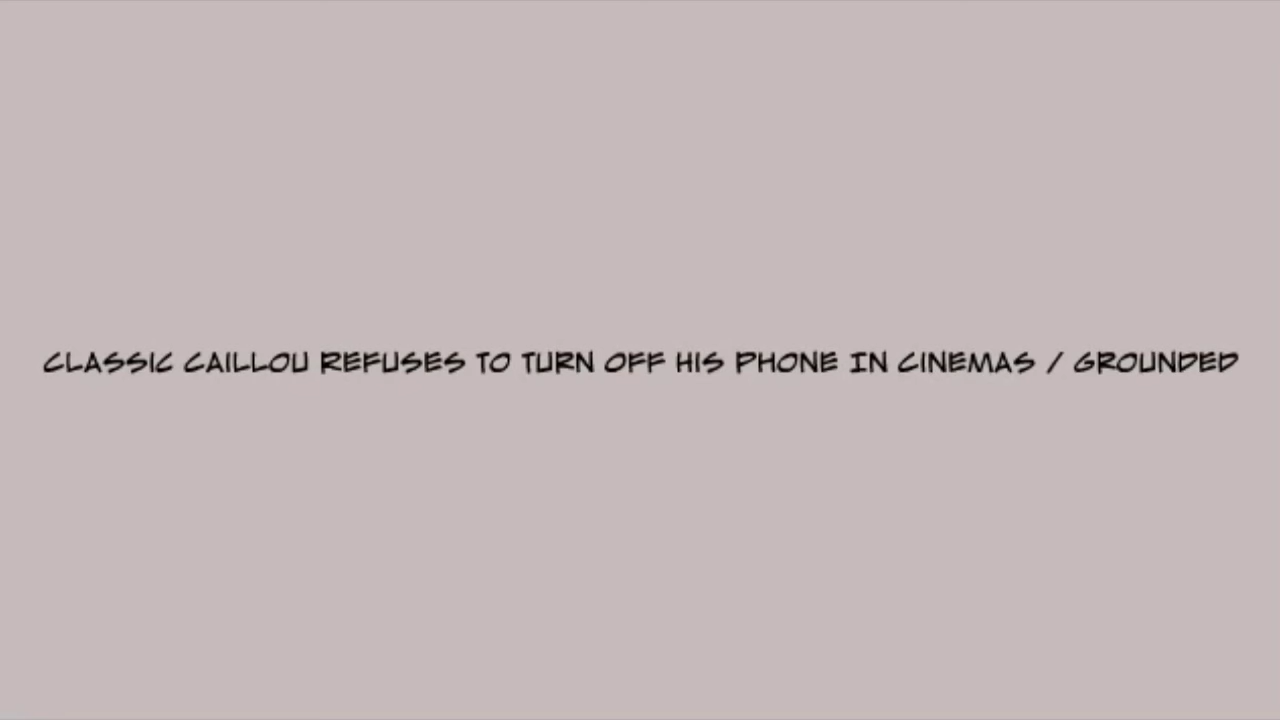 CLASSIC CAILLOU REFUSES TO TURN OFF HIS PHONE IN CINEMAS / GROUNDED